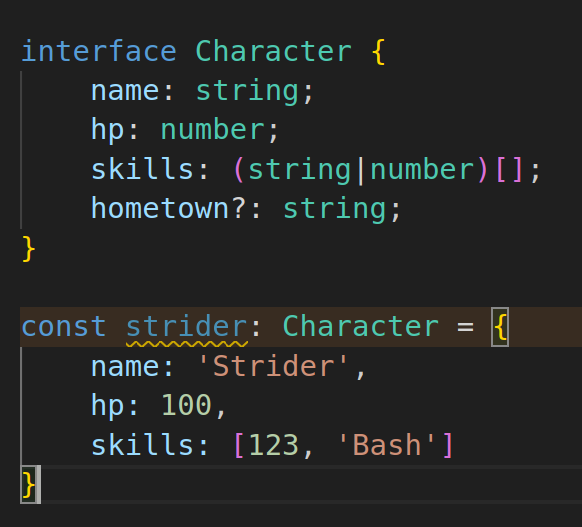 interface Character {
    name: string;
    hp: number;
    skills: (string|number)[];
    hometown?: string;
}
const strider: Character = {
    name: 'Strider',
    hp: 100,
    skills: [123, 'Bash']
}